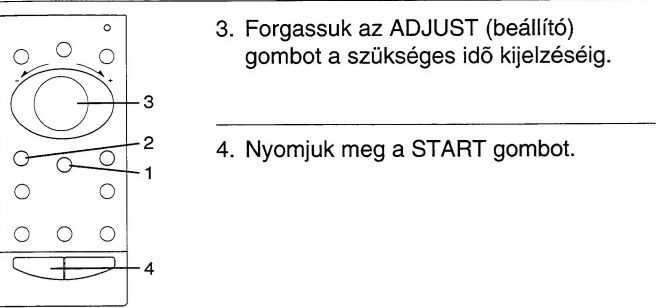 3. Forgassuk az ADJUST (beállító)
gombot a szükséges idõ kijelzéséig.
4. Nyomjuk meg a START gombot.
-
+
3
2
1
4